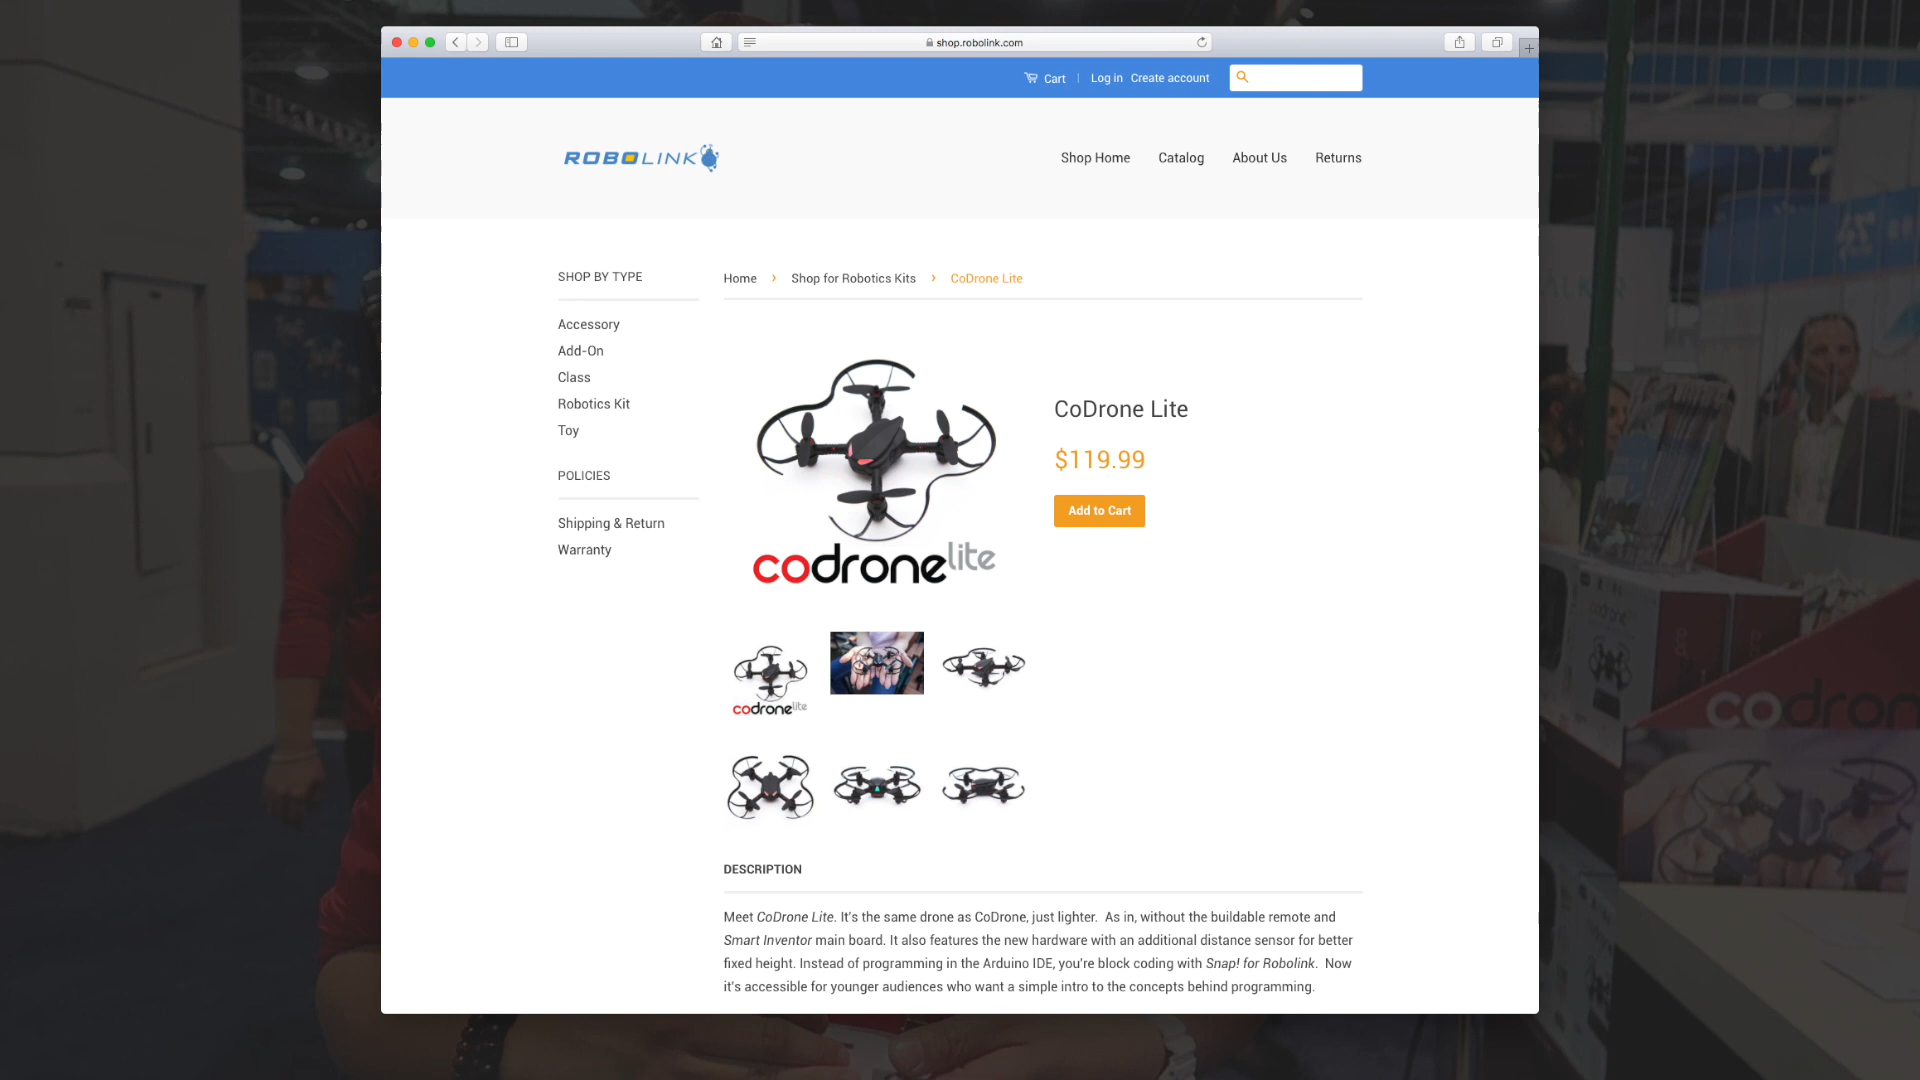 shop.robolink.com
Cart | Log in Create account
ROBOLINK
Shop Home Catalog About Us Returns
SHOP BY TYPE
Accessory
Add-On
Class
Robotics Kit
Toy
POLICIES
Shipping & Return
Warranty
Home › Shop for Robotics Kits › CoDrone Lite
codrone lite
CoDrone Lite
$119.99
Add to Cart
codrone lite
DESCRIPTION
Meet CoDrone Lite. It's the same drone as CoDrone, just lighter. As in, without the buildable remote and
Smart Inventor main board. It also features the new hardware with an additional distance sensor for better
fixed height. Instead of programming in the Arduino IDE, you're block coding with Snap! for Robolink. Now
it's accessible for younger audiences who want a simple intro to the concepts behind programming.
codron